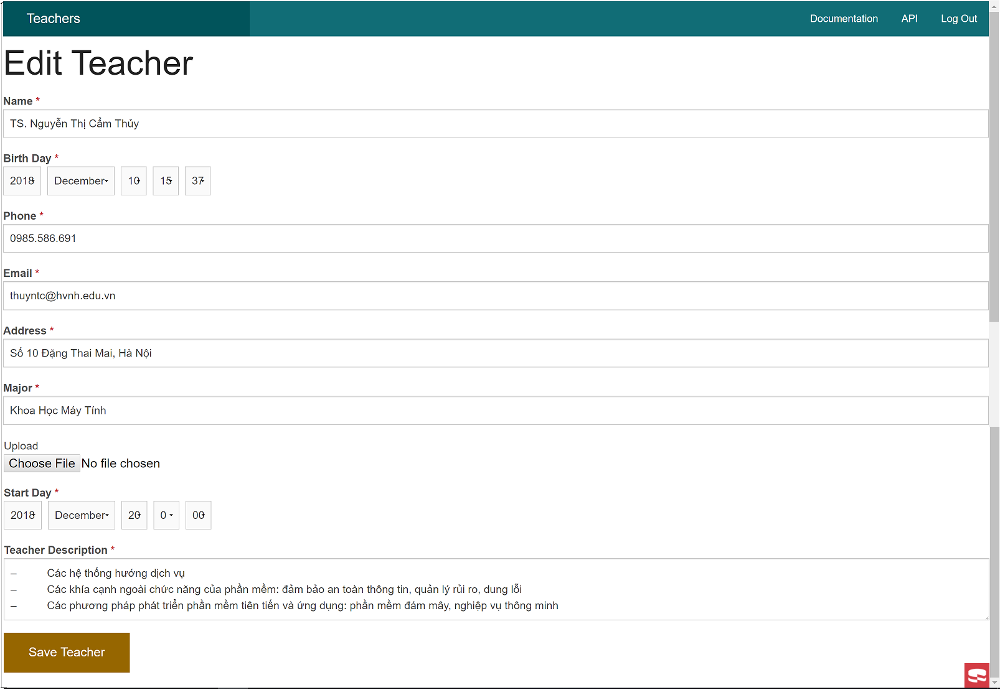 Teachers
Documentation API Log Out
Edit Teacher
Name *
TS. Nguyễn Thị Cẩm Thủy
Birth Day *
2018 December 10 15 37
Phone *
0985.586.691
Email *
thuyntc@hvnh.edu.vn
Address *
Số 10 Đặng Thai Mai, Hà Nội
Major *
Khoa Học Máy Tính
Upload
Choose File No file chosen
Start Day *
2018 December 20 0 00
Teacher Description *
– Các hệ thống hướng dịch vụ
– Các khía cạnh ngoài chức năng của phần mềm: đảm bảo an toàn thông tin, quản lý rủi ro, dung lỗi
– Các phương pháp phát triển phần mềm tiên tiến và ứng dụng: phần mềm đám mây, nghiệp vụ thông minh
Save Teacher